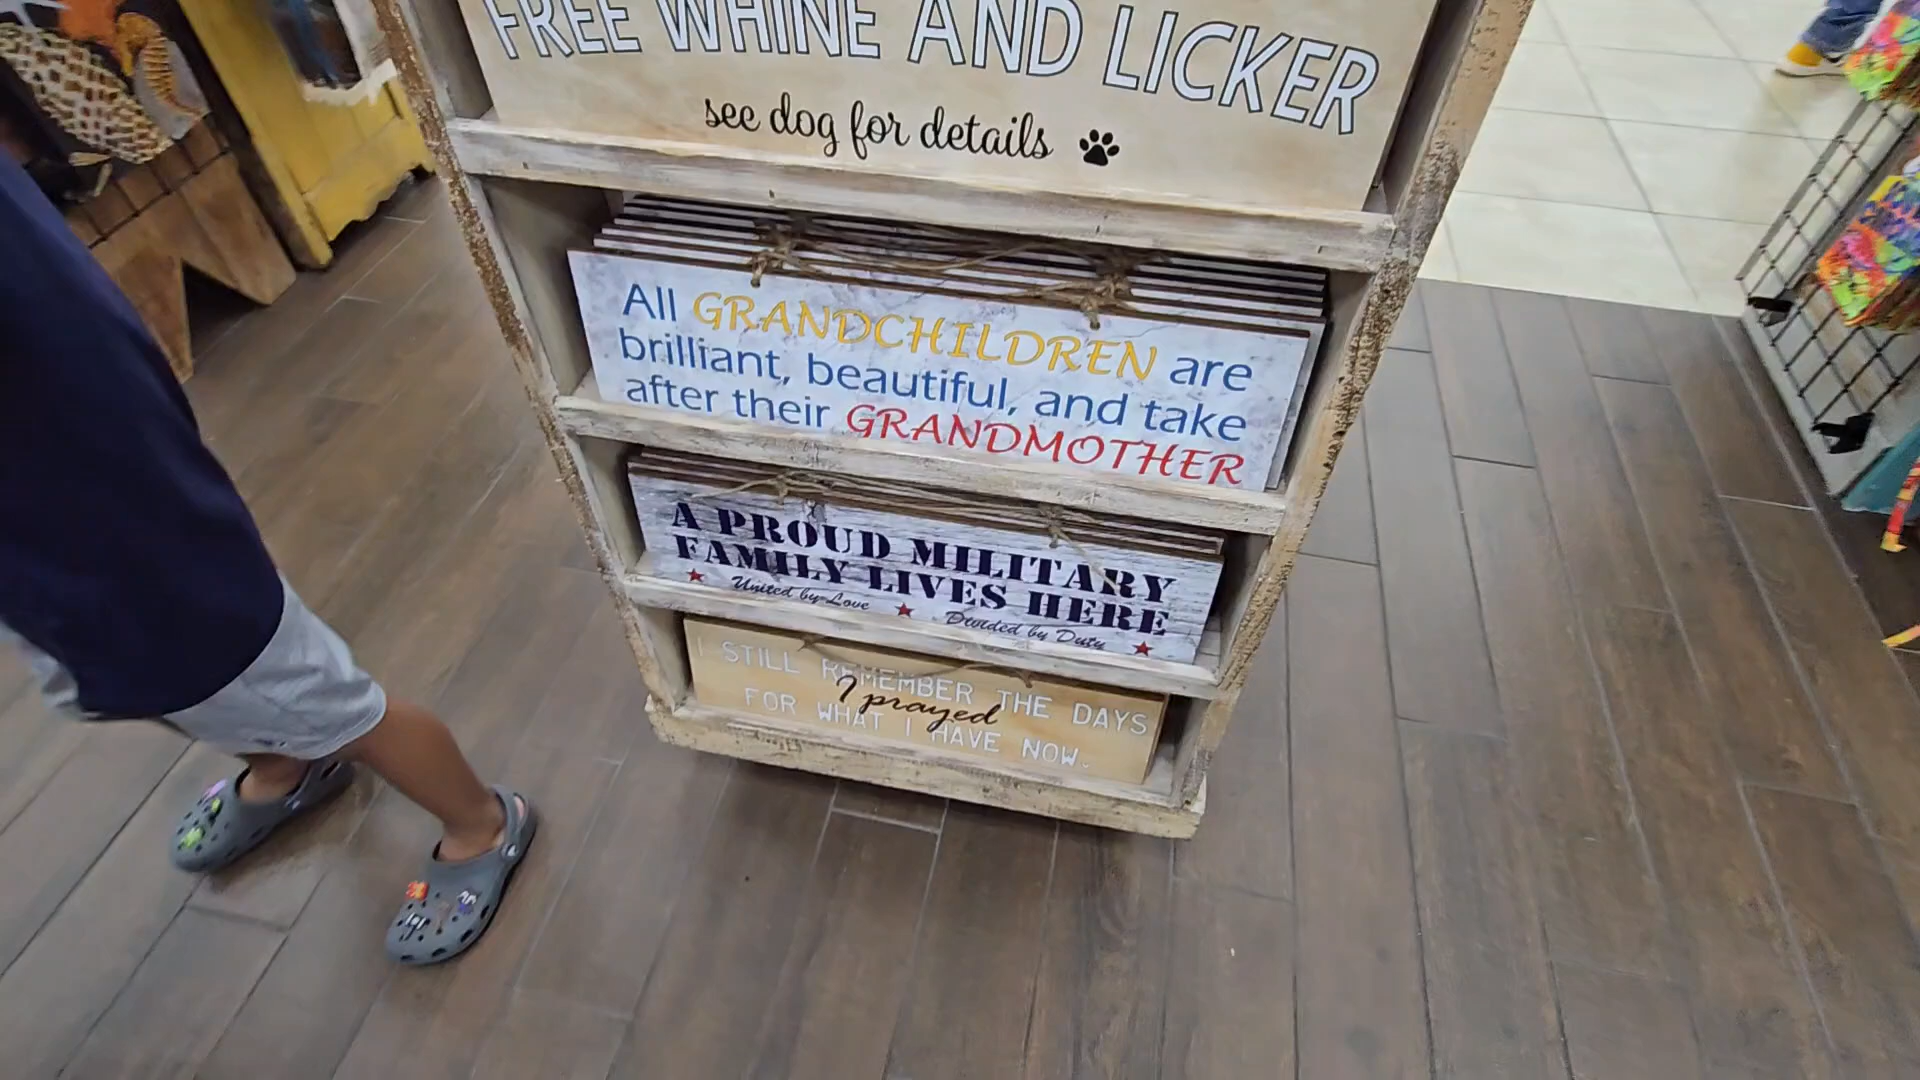 FREE WHINE AND LICKER
see dog for details
All GRANDCHILDREN are
brilliant, beautiful, and take
after their GRANDMOTHER
A PROUD MILITARY
FAMILY LIVES HERE
United by Love Divided by Duty
I STILL REMEMBER THE DAYS
I prayed
FOR WHAT I HAVE NOW.